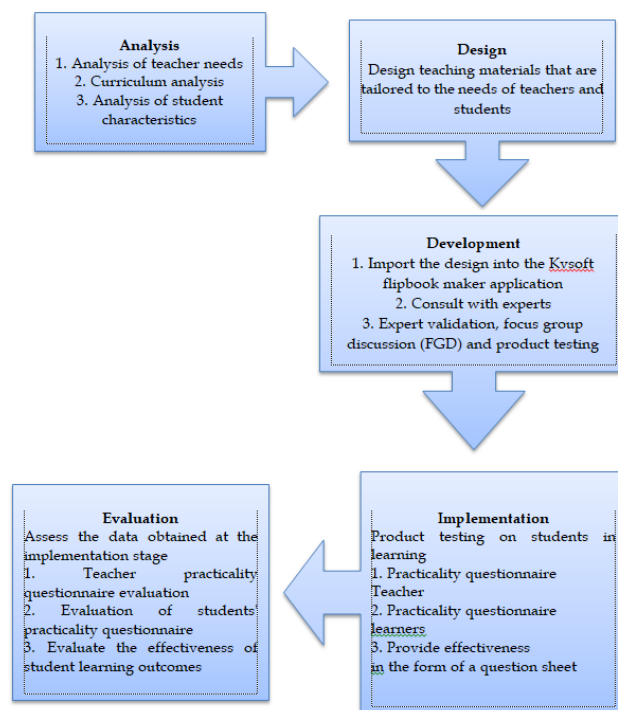 Analysis
1. Analysis of teacher needs
2. Curriculum analysis
3. Analysis of student
characteristics
Design
Design teaching materials that are
tailored to the needs of teachers and
students
Development
1. Import the design into the Kvsoft
flipbook maker application
2. Consult with experts
3. Expert validation, focus group
discussion (FGD) and product testing
Implementation
Product testing on students in
learning
1. Practicality questionnaire
Teacher
2. Practicality questionnaire
learners
3. Provide effectiveness
in the form of a question sheet
Evaluation
Assess the data obtained at the
implementation stage
1. Teacher practicality
questionnaire evaluation
2. Evaluation of students'
practicality questionnaire
3. Evaluate the effectiveness of
student learning outcomes